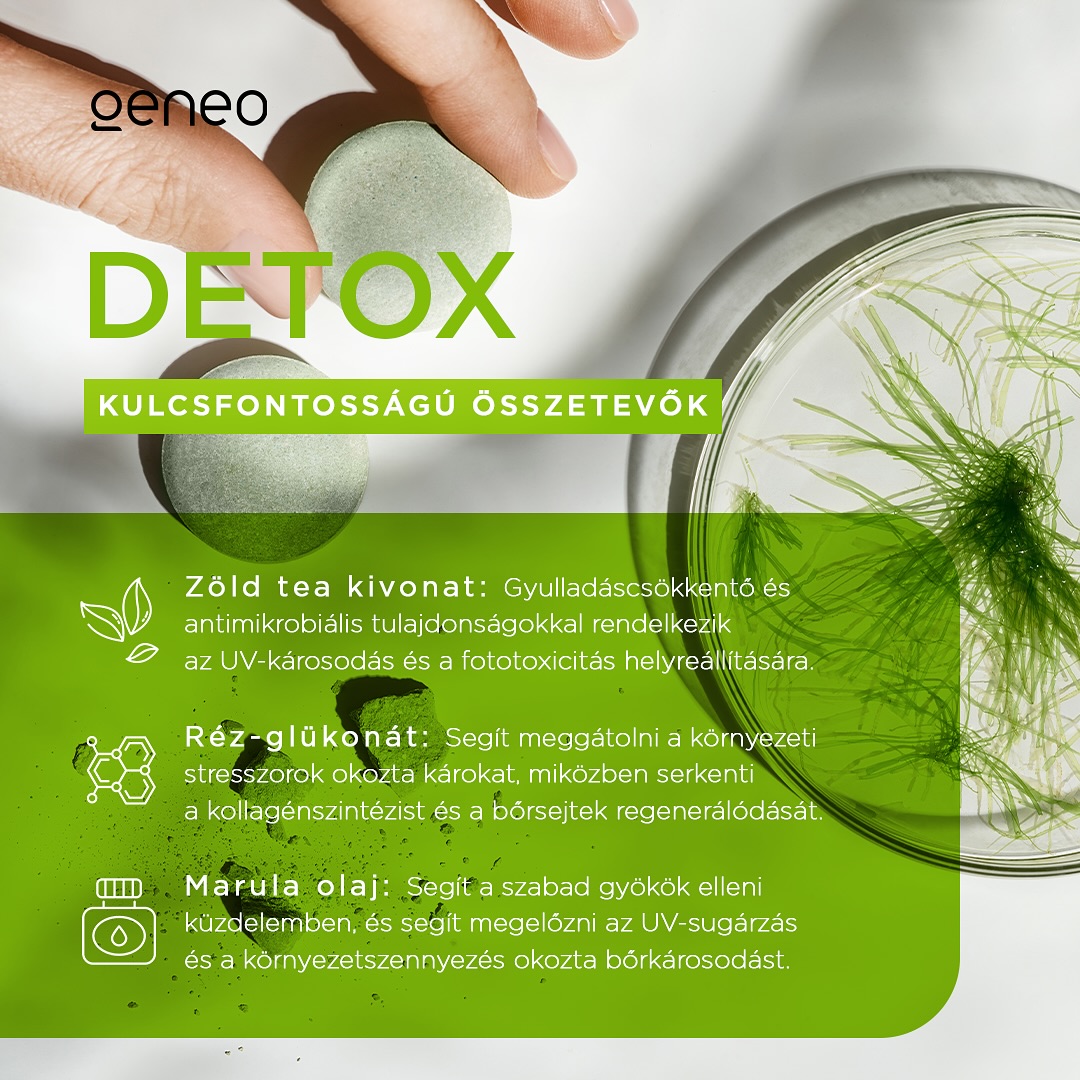 geneo
DETOX
KULCSFONTOSSÁGÚ ÖSSZETEVŐK
Zöld tea kivonat: Gyulladáscsökkentő és
antimikrobiális tulajdonságokkal rendelkezik
az UV-károsodás és a fototoxicitás helyreállítására.
Réz-glükonát: Segít meggátolni a környezeti
stresszorok okozta károkat, miközben serkenti
a kollagénszintézist és a bőrsejtek regenerálódását.
Marula olaj: Segít a szabad gyökök elleni
küzdelemben, és segít megelőzni az UV-sugárzás
és a környezetszennyezés okozta bőrkárosodást.